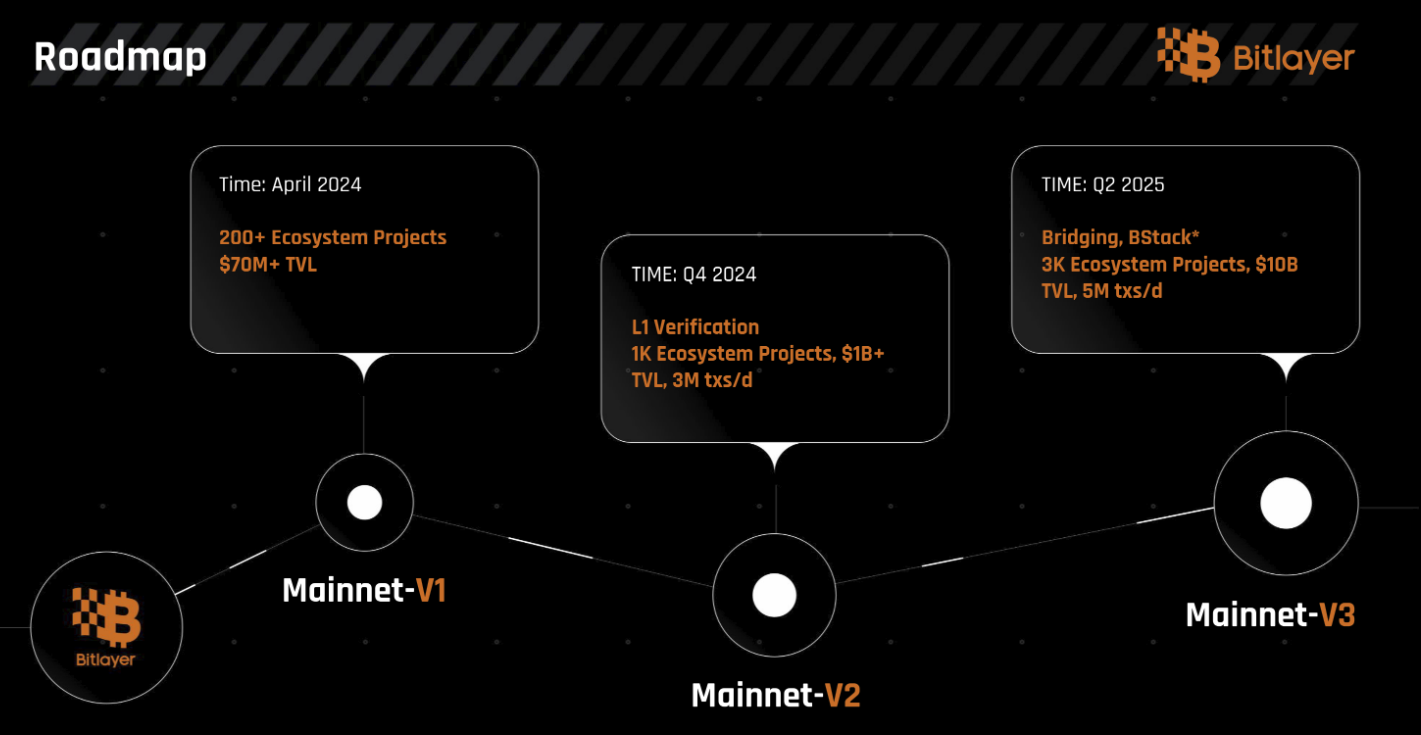 Roadmap
Bitlayer
Time: April 2024
200+ Ecosystem Projects
$70M+ TVL
TIME: Q4 2024
L1 Verification
1K Ecosystem Projects, $1B+
TVL, 3M txs/d
TIME: Q2 2025
Bridging, BStack*
3K Ecosystem Projects, $10B
TVL, 5M txs/d
Bitlayer
Mainnet-V1
Mainnet-V2
Mainnet-V3